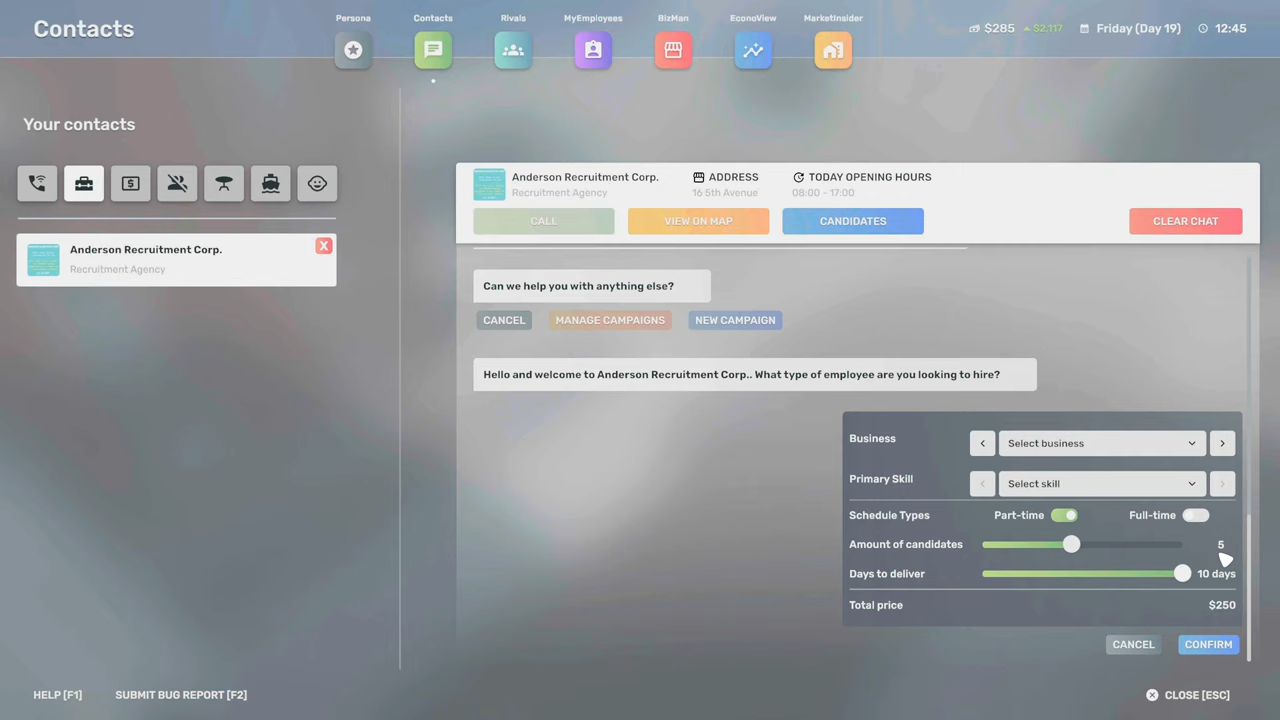 Contacts
Persona
Contacts
Rivals
MyEmployees
BizMan
EconoView
MarketInsider
$285
$2,117
Friday (Day 19)
12:45
Your contacts
Anderson Recruitment Corp.
Recruitment Agency
X
Anderson Recruitment Corp.
Recruitment Agency
ADDRESS
16 5th Avenue
TODAY OPENING HOURS
08:00 - 17:00
CALL
VIEW ON MAP
CANDIDATES
CLEAR CHAT
Can we help you with anything else?
CANCEL
MANAGE CAMPAIGNS
NEW CAMPAIGN
Hello and welcome to Anderson Recruitment Corp.. What type of employee are you looking to hire?
Business
Select business
Primary Skill
Select skill
Schedule Types
Part-time
Full-time
Amount of candidates
5
Days to deliver
10 days
Total price
$250
CANCEL
CONFIRM
HELP [F1]
SUBMIT BUG REPORT [F2]
CLOSE [ESC]